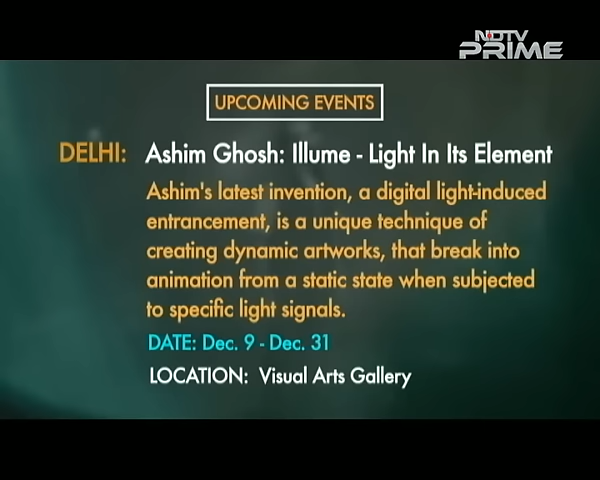 NDTV
PRIME
UPCOMING EVENTS
DELHI: Ashim Ghosh: Illume - Light In Its Element
Ashim's latest invention, a digital light-induced
entrancement, is a unique technique of
creating dynamic artworks, that break into
animation from a static state when subjected
to specific light signals.
DATE: Dec. 9 - Dec. 31
LOCATION: Visual Arts Gallery